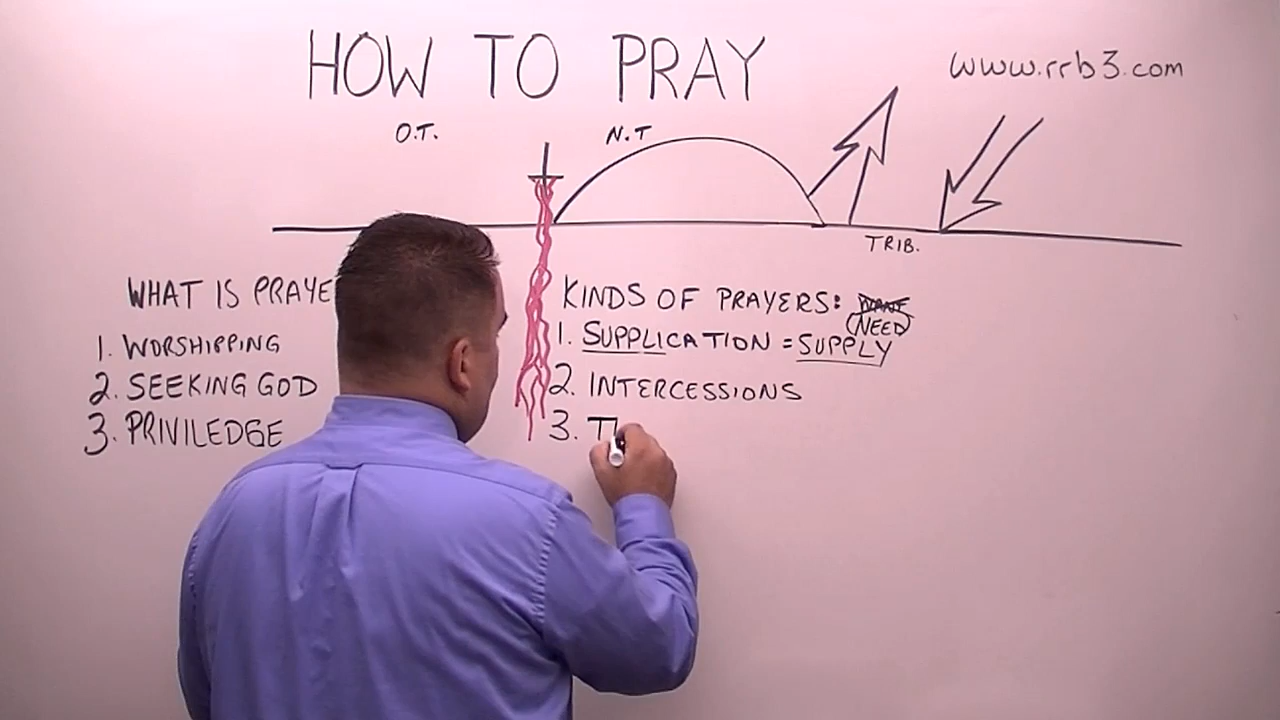 HOW TO PRAY
www.rrb3.com
O.T.
N.T
TRIB.
WHAT IS PRAYE
1. WORSHIPPING
2. SEEKING GOD
3. PRIVILEDGE
KINDS OF PRAYERS:
NEED
1. SUPPLICATION = SUPPLY
2. INTERCESSIONS
3. T